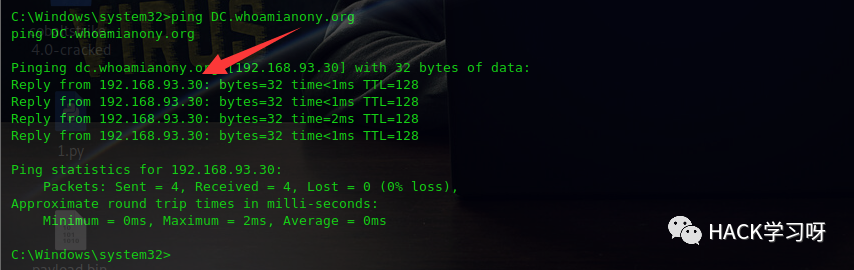 C:\Windows\system32>ping DC.whoamianony.org
ping DC.whoamianony.org
4.0-cracked
Pinging dc.whoamianony.org [192.168.93.30] with 32 bytes of data:
Reply from 192.168.93.30: bytes=32 time<1ms TTL=128
Reply from 192.168.93.30: bytes=32 time<1ms TTL=128
Reply from 192.168.93.30: bytes=32 time=2ms TTL=128
Reply from 192.168.93.30: bytes=32 time<1ms TTL=128
1.py
Ping statistics for 192.168.93.30:
    Packets: Sent = 4, Received = 4, Lost = 0 (0% loss),
Approximate round trip times in milli-seconds:
    Minimum = 0ms, Maximum = 2ms, Average = 0ms
HACK学习呀
C:\Windows\system32>
payload.bin